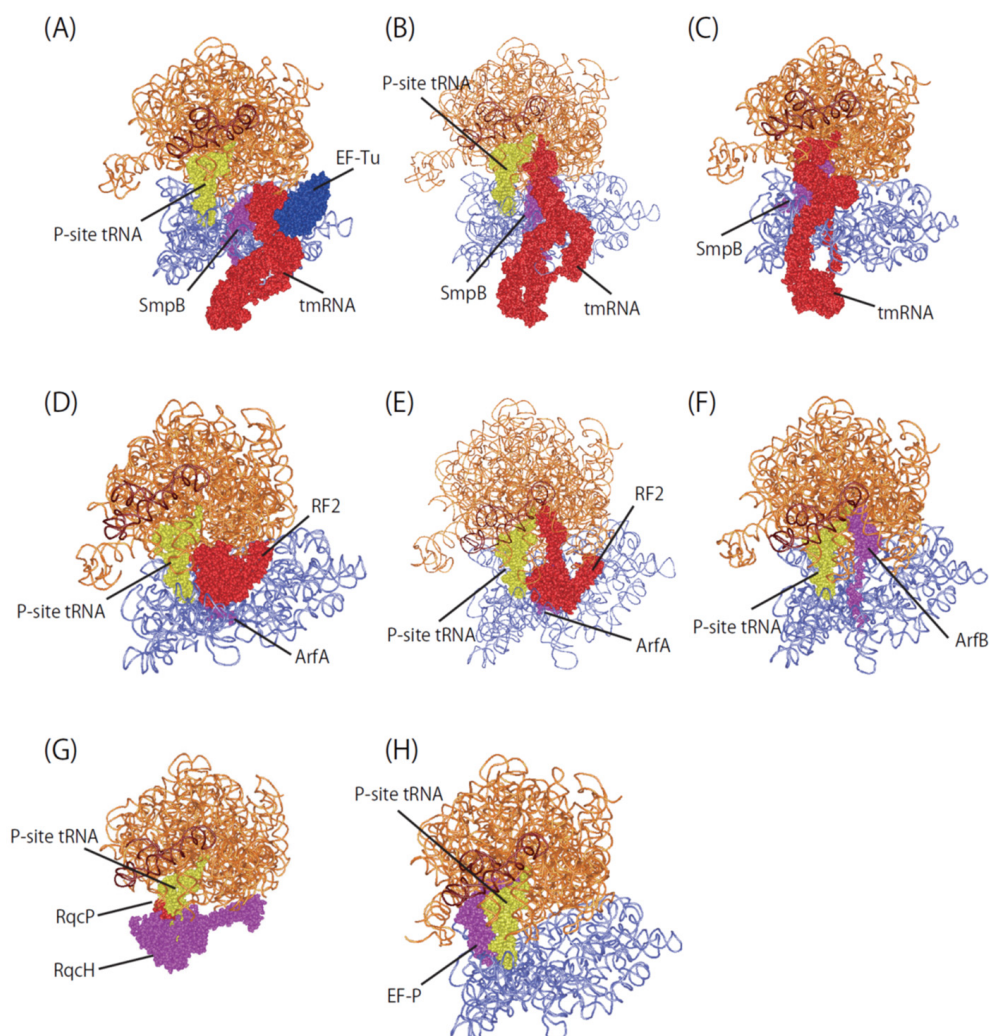 (A)
P-site tRNA
EF-Tu
SmpB
tmRNA
(B)
P-site tRNA
SmpB
tmRNA
(C)
SmpB
tmRNA
(D)
RF2
P-site tRNA
ArfA
(E)
RF2
P-site tRNA
ArfA
(F)
P-site tRNA
ArfB
(G)
P-site tRNA
RqcP
RqcH
(H)
P-site tRNA
EF-P